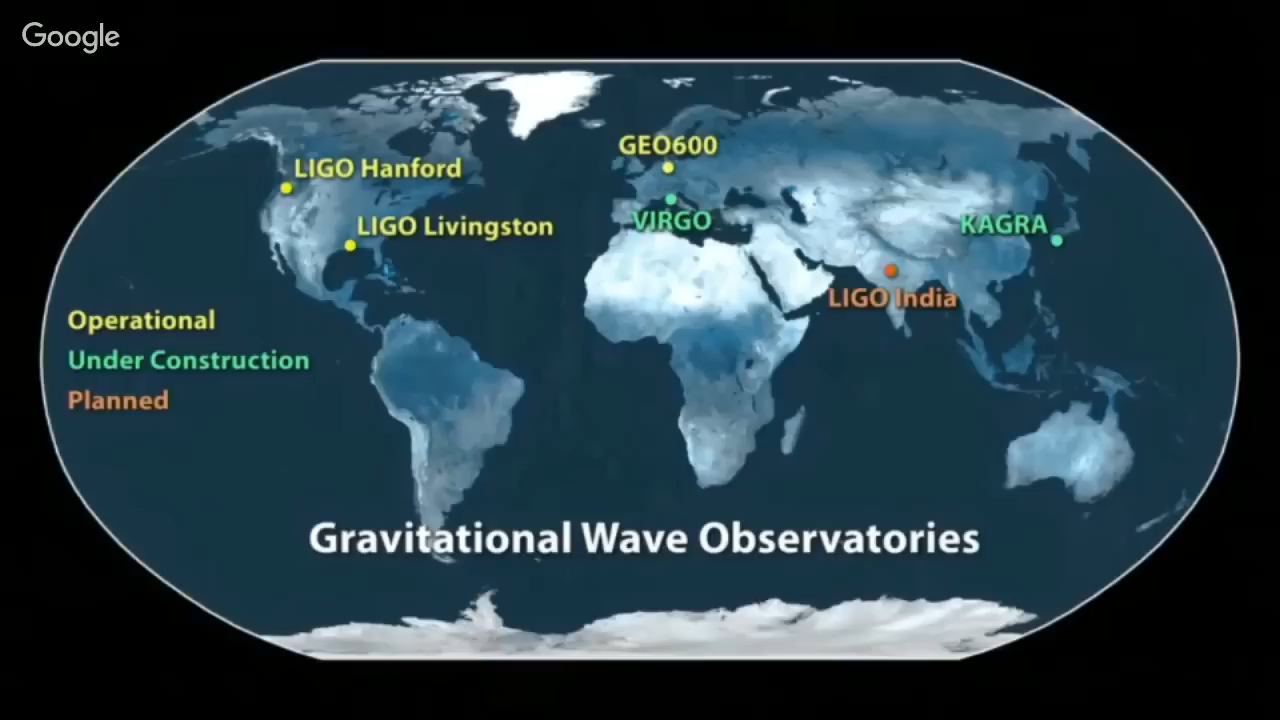 Google
GEO600
LIGO Hanford
VIRGO
LIGO Livingston
KAGRA
LIGO India
Operational
Under Construction
Planned
Gravitational Wave Observatories